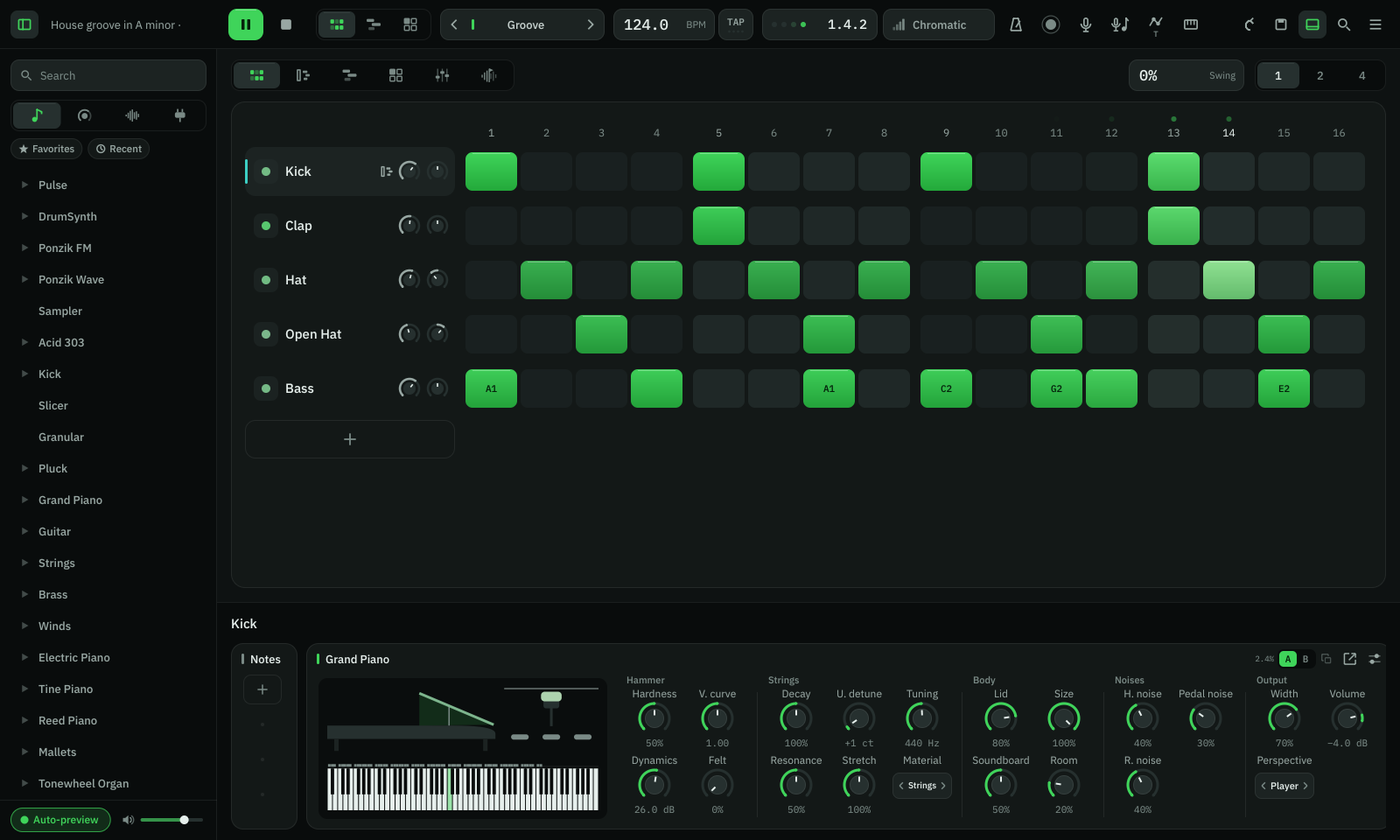 House groove in A minor ·
Groove
124.0 BPM
TAP
1.4.2
Chromatic
T
Search
Favorites
Recent
Pulse
DrumSynth
Ponzik FM
Ponzik Wave
Sampler
Acid 303
Kick
Slicer
Granular
Pluck
Grand Piano
Guitar
Strings
Brass
Winds
Electric Piano
Tine Piano
Reed Piano
Mallets
Tonewheel Organ
Auto-preview
0% Swing
1 2 4
1 2 3 4 5 6 7 8 9 10 11 12 13 14 15 16
Kick
Clap
Hat
Open Hat
Bass A1 A1 C2 G2 E2
Kick
Notes
Grand Piano
2.4% A B
Hammer Strings Body Noises Output
Hardness V. curve Decay U. detune Tuning Lid Size H. noise Pedal noise Width Volume
50% 1.00 100% +1 ct 440 Hz 80% 100% 40% 30% 70% −4.0 dB
Dynamics Felt Resonance Stretch Material Soundboard Room R. noise Perspective
Strings Player
26.0 dB 0% 50% 100% 50% 20% 40%